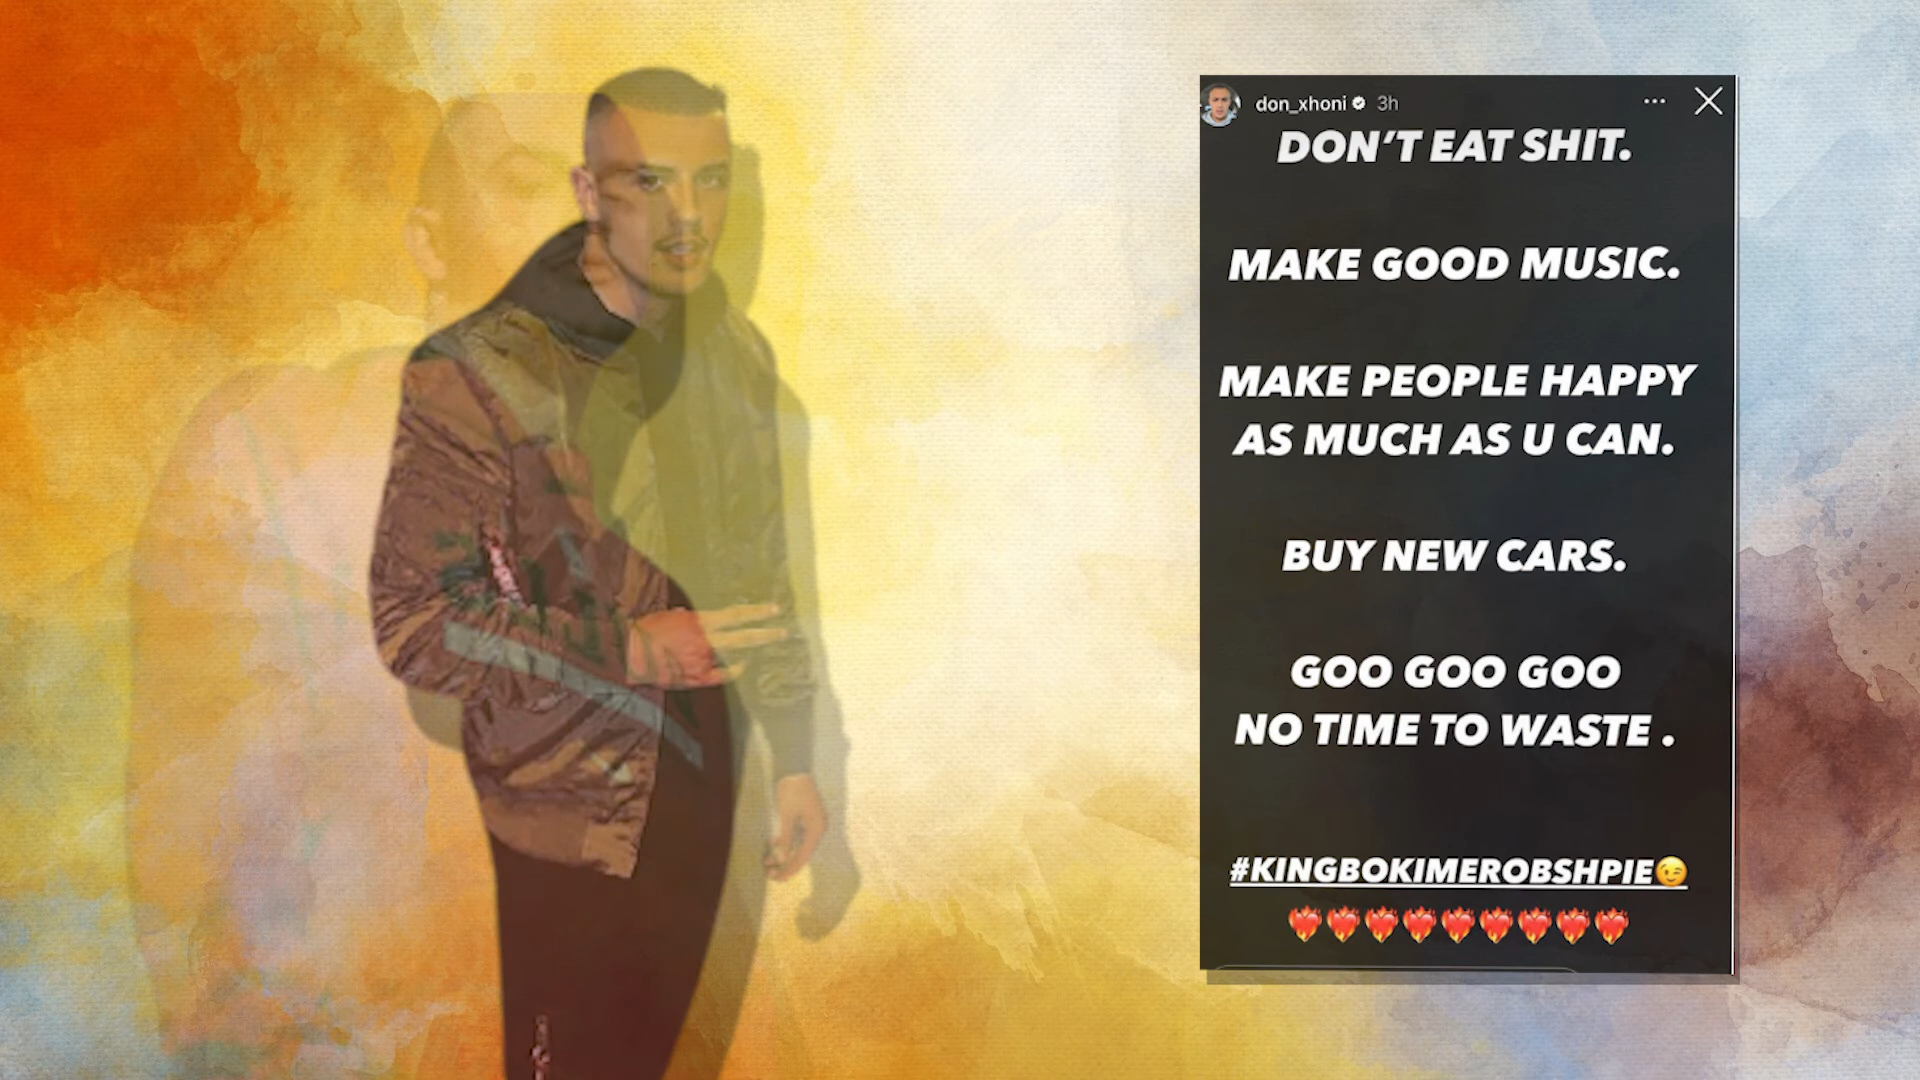 don_xhoni 3h
DON'T EAT SHIT.
MAKE GOOD MUSIC.
MAKE PEOPLE HAPPY
AS MUCH AS U CAN.
BUY NEW CARS.
GOO GOO GOO
NO TIME TO WASTE .
#KINGBOKIMEROBSHPIE😉
❤️‍🔥❤️‍🔥❤️‍🔥❤️‍🔥❤️‍🔥❤️‍🔥❤️‍🔥❤️‍🔥❤️‍🔥